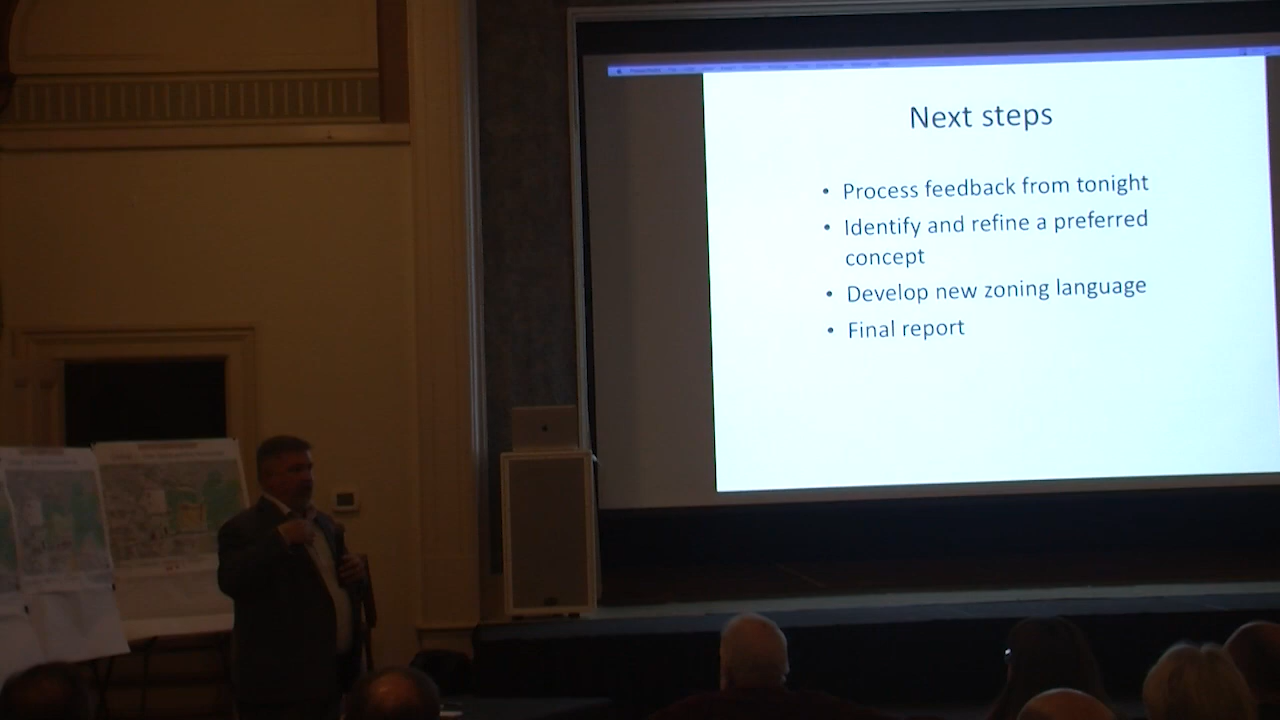 Next steps
• Process feedback from tonight
• Identify and refine a preferred
concept
• Develop new zoning language
• Final report